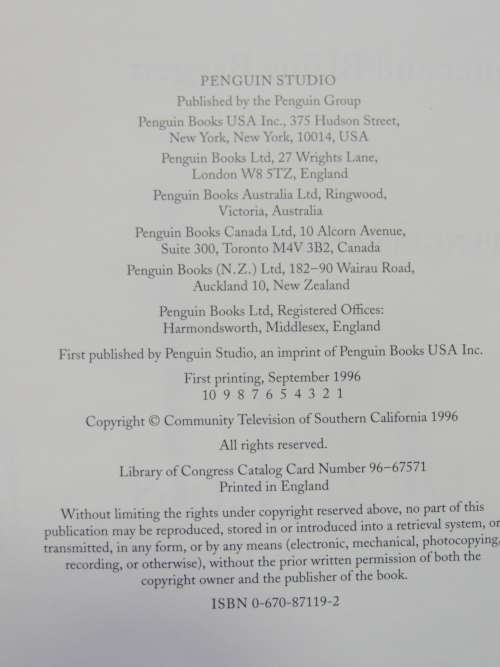 PENGUIN STUDIO
Published by the Penguin Group
Penguin Books USA Inc., 375 Hudson Street,
New York, New York, 10014, USA
Penguin Books Ltd, 27 Wrights Lane,
London W8 5TZ, England
Penguin Books Australia Ltd, Ringwood,
Victoria, Australia
Penguin Books Canada Ltd, 10 Alcorn Avenue,
Suite 300, Toronto M4V 3B2, Canada
Penguin Books (N.Z.) Ltd, 182–90 Wairau Road,
Auckland 10, New Zealand
Penguin Books Ltd, Registered Offices:
Harmondsworth, Middlesex, England
First published by Penguin Studio, an imprint of Penguin Books USA Inc.
First printing, September 1996
10 9 8 7 6 5 4 3 2 1
Copyright © Community Television of Southern California 1996
All rights reserved.
Library of Congress Catalog Card Number 96–67571
Printed in England
Without limiting the rights under copyright reserved above, no part of this
publication may be reproduced, stored in or introduced into a retrieval system, or
transmitted, in any form, or by any means (electronic, mechanical, photocopying,
recording, or otherwise), without the prior written permission of both the
copyright owner and the publisher of the book.
ISBN 0-670-87119-2